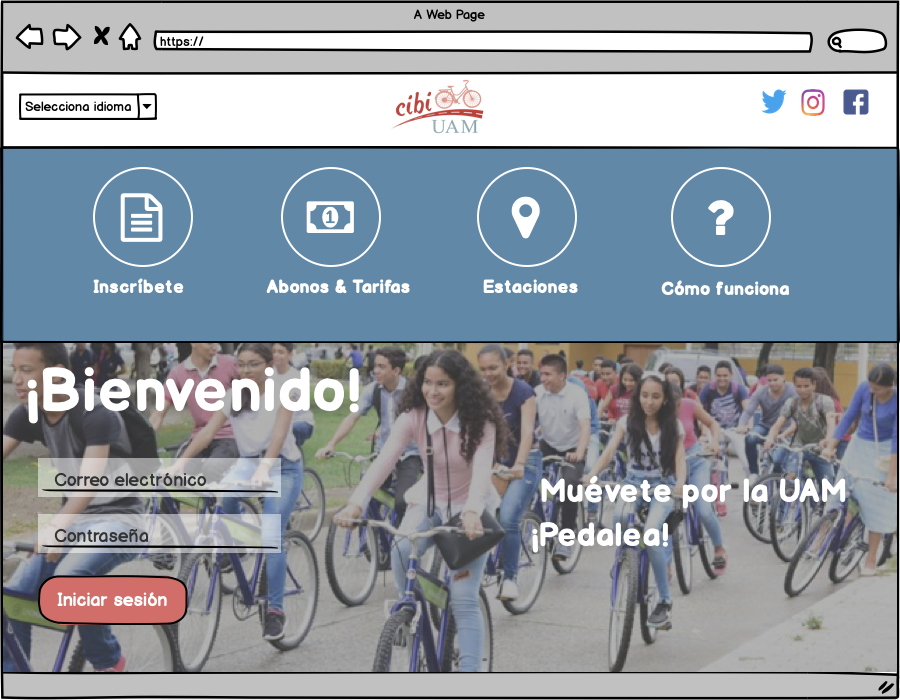 A Web Page
https://
Selecciona idioma
cibi
UAM
1
Inscríbete
Abonos & Tarifas
Estaciones
Cómo funciona
¡Bienvenido!
Correo electrónico
Contraseña
Iniciar sesión
Muévete por la UAM
¡Pedalea!